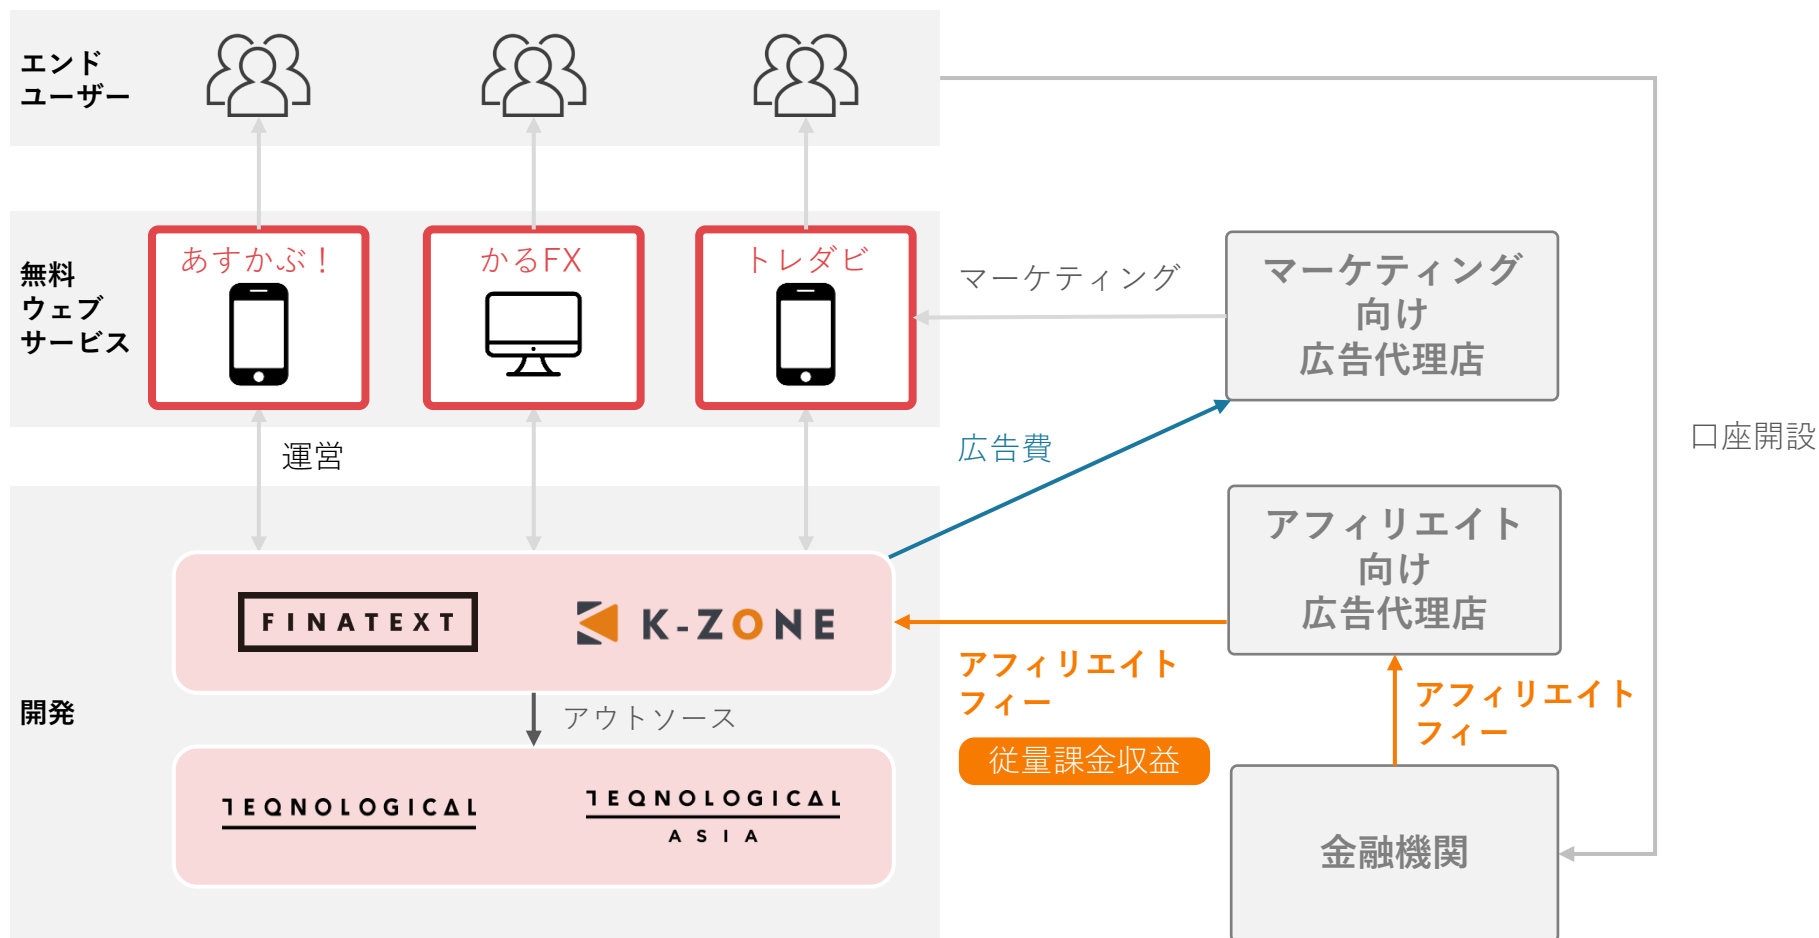 エンド
ユーザー
無料
ウェブ
サービス
あすかぶ！
かるFX
トレダビ
マーケティング
マーケティング
向け
広告代理店
運営
広告費
口座開設
アフィリエイト
向け
広告代理店
FINATEXT
K-ZONE
アフィリエイト
フィー
従量課金収益
アフィリエイト
フィー
開発
アウトソース
TEQNOLOGICAL
TEQNOLOGICAL
ASIA
金融機関